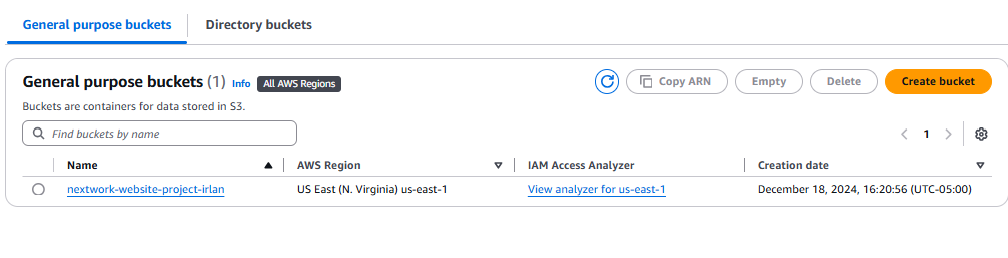 General purpose buckets Directory buckets
General purpose buckets (1) Info All AWS Regions Copy ARN Empty Delete Create bucket
Buckets are containers for data stored in S3.
Find buckets by name 1
Name AWS Region IAM Access Analyzer Creation date
nextwork-website-project-irlan US East (N. Virginia) us-east-1 View analyzer for us-east-1 December 18, 2024, 16:20:56 (UTC-05:00)